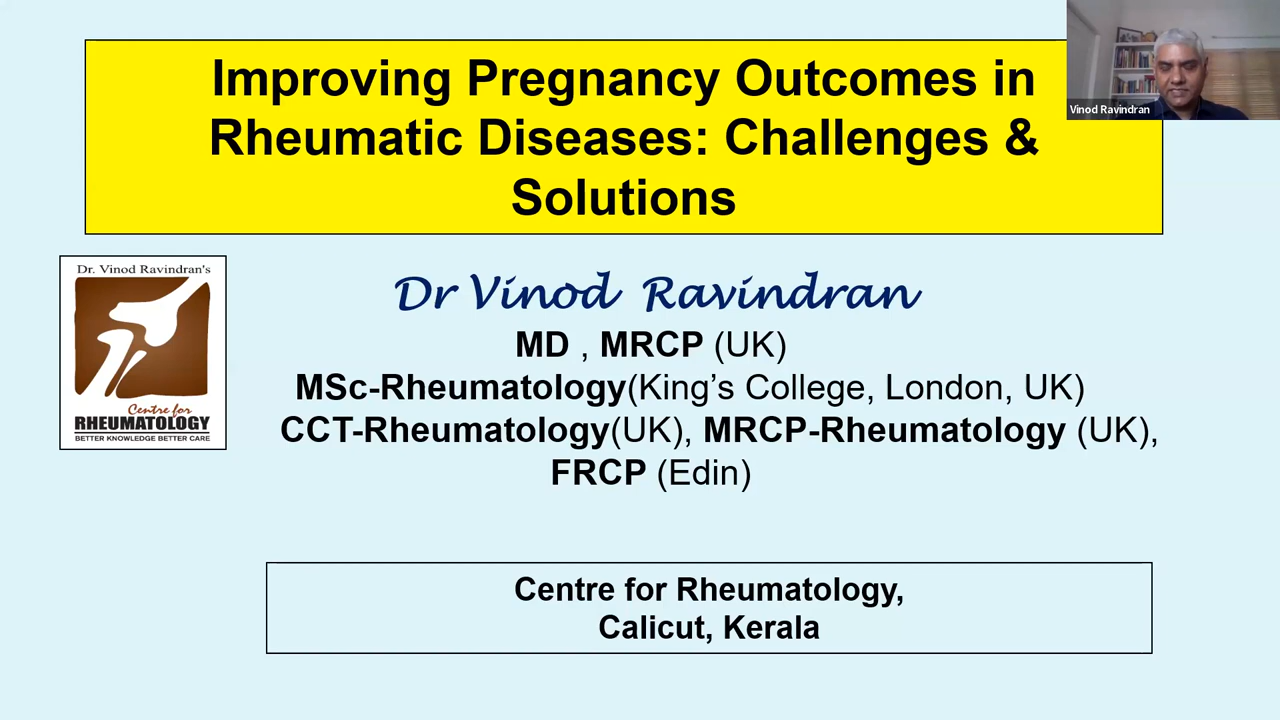 Improving Pregnancy Outcomes in
Rheumatic Diseases: Challenges &
Solutions
Vinod Ravindran
Dr. Vinod Ravindran's
Centre for
RHEUMATOLOGY
BETTER KNOWLEDGE BETTER CARE
Dr Vinod Ravindran
MD , MRCP (UK)
MSc-Rheumatology(King’s College, London, UK)
CCT-Rheumatology(UK), MRCP-Rheumatology (UK),
FRCP (Edin)
Centre for Rheumatology,
Calicut, Kerala